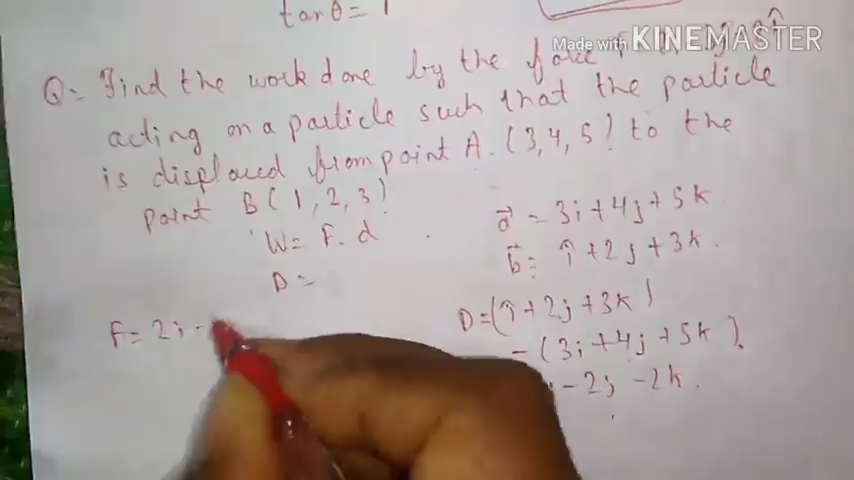 tanθ = 1
Made with KINEMASTER
Q= Find the work done by the force
acting on a particle such that the particle
is displaced from point A. (3,4,5) to the
point B (1,2,3)
W = F. d
D =
F = 2i -
a⃗ = 3i+4j+5k
b⃗ = î+2j+3k.
D = (î+2j+3k)
- (3i+4j+5k).
-2j -2k.